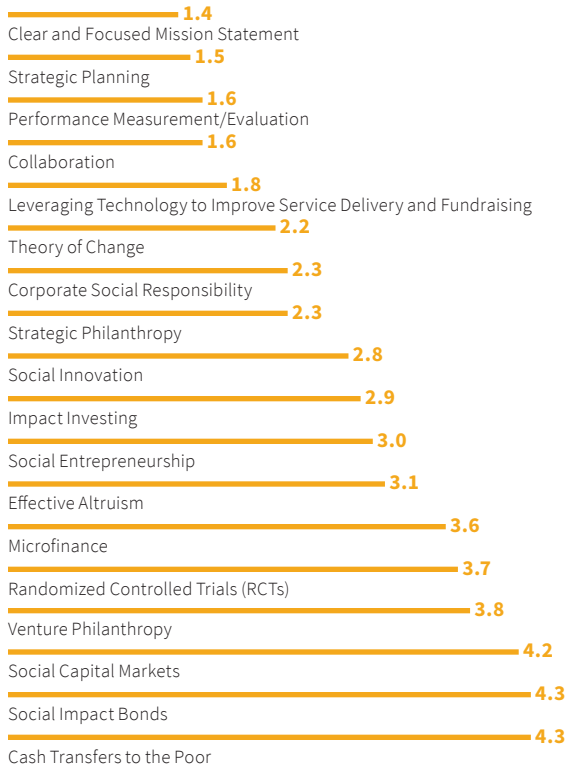 1.4
Clear and Focused Mission Statement
1.5
Strategic Planning
1.6
Performance Measurement/Evaluation
1.6
Collaboration
1.8
Leveraging Technology to Improve Service Delivery and Fundraising
2.2
Theory of Change
2.3
Corporate Social Responsibility
2.3
Strategic Philanthropy
2.8
Social Innovation
2.9
Impact Investing
3.0
Social Entrepreneurship
3.1
Effective Altruism
3.6
Microfinance
3.7
Randomized Controlled Trials (RCTs)
3.8
Venture Philanthropy
4.2
Social Capital Markets
4.3
Social Impact Bonds
4.3
Cash Transfers to the Poor